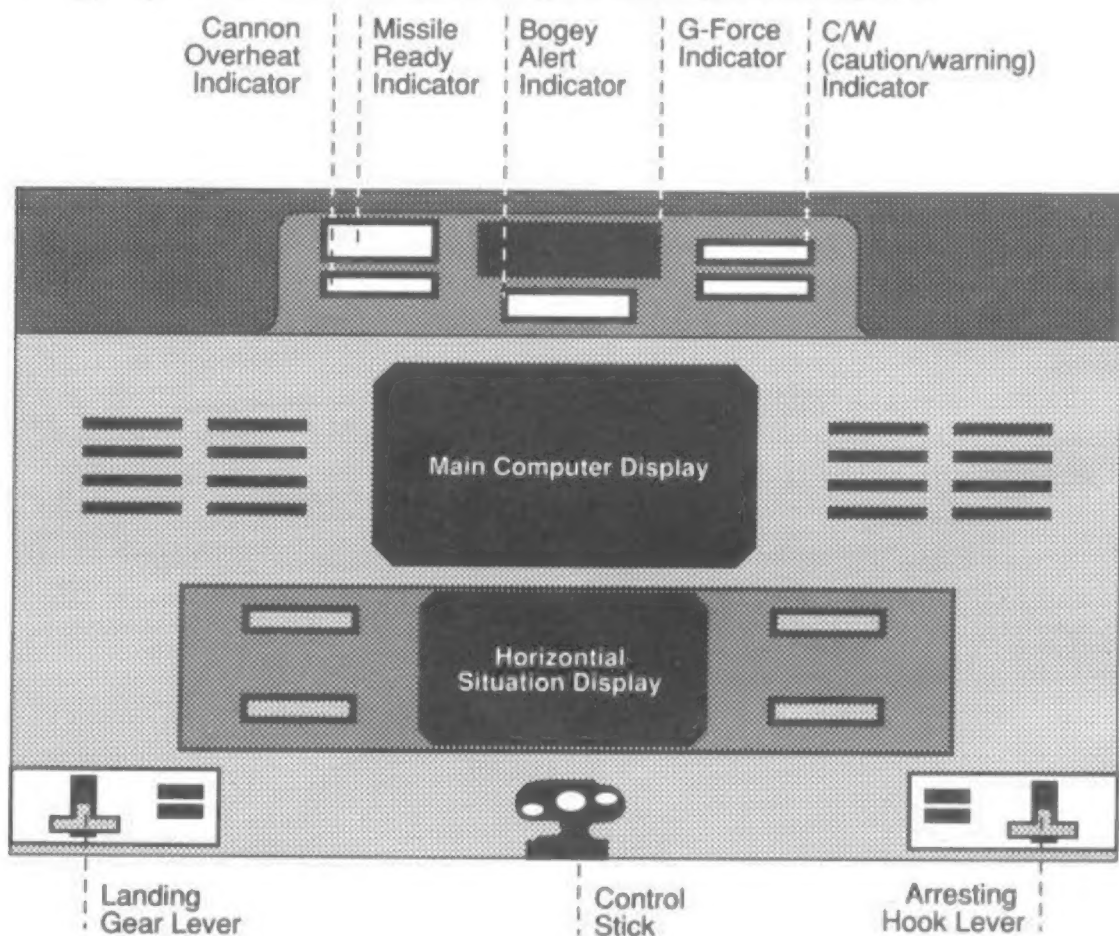 Cannon
Overheat
Indicator
Missile
Ready
Indicator
Bogey
Alert
Indicator
G-Force
Indicator
C/W
(caution/warning)
Indicator
Main Computer Display
Horizontial
Situation Display
Landing
Gear Lever
Control
Stick
Arresting
Hook Lever